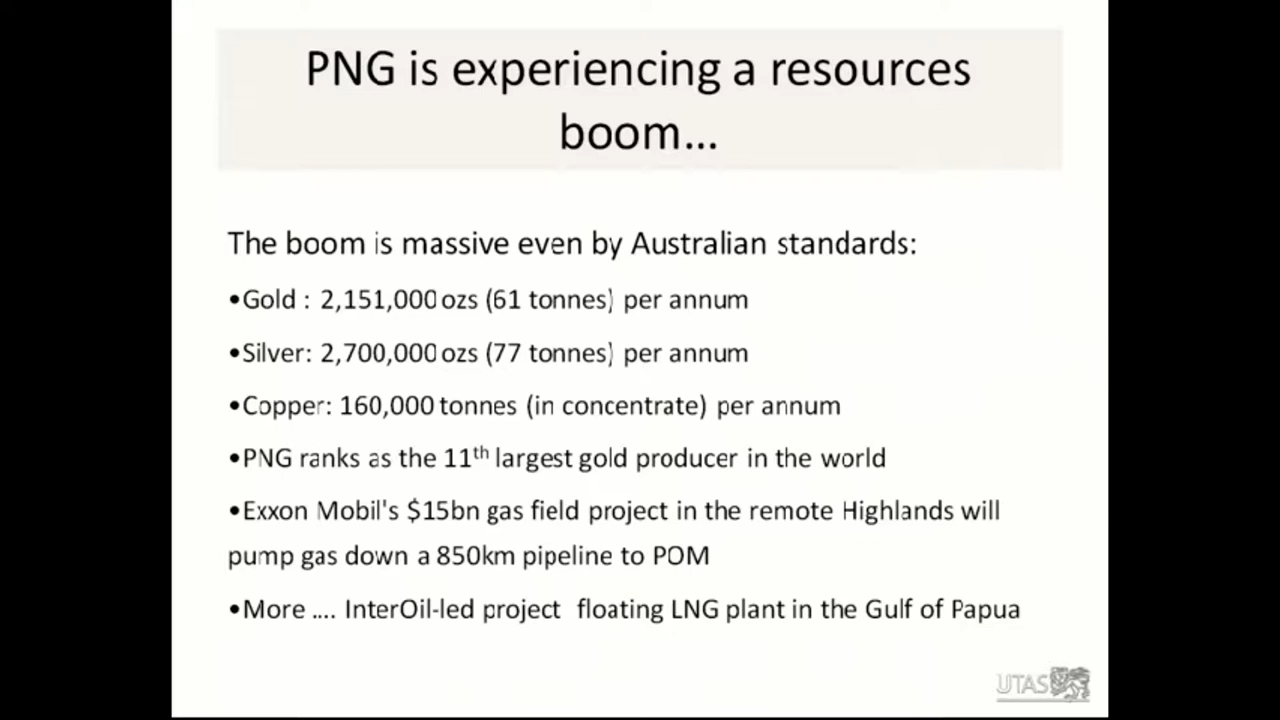 PNG is experiencing a resources
boom...
The boom is massive even by Australian standards:
•Gold : 2,151,000 ozs (61 tonnes) per annum
•Silver: 2,700,000 ozs (77 tonnes) per annum
•Copper: 160,000 tonnes (in concentrate) per annum
•PNG ranks as the 11th largest gold producer in the world
•Exxon Mobil's $15bn gas field project in the remote Highlands will
pump gas down a 850km pipeline to POM
•More .... InterOil-led project floating LNG plant in the Gulf of Papua
UTAS